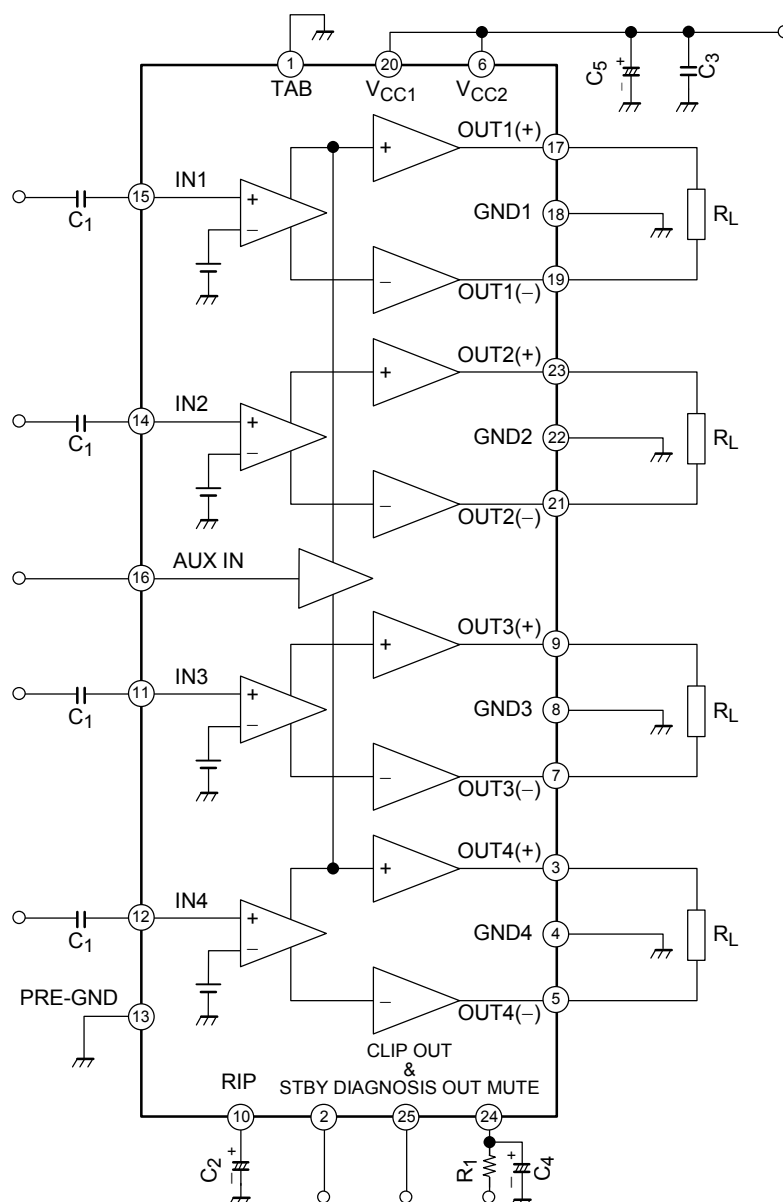 1
TAB
20
VCC1
6
VCC2
+
−
C5
C3
15
IN1
C1
+
−
+
−
OUT1(+)
17
GND1
18
RL
OUT1(−)
19
14
IN2
C1
+
−
+
−
OUT2(+)
23
GND2
22
RL
OUT2(−)
21
16
AUX IN
11
IN3
C1
+
−
+
−
OUT3(+)
9
GND3
8
RL
OUT3(−)
7
12
IN4
C1
+
−
+
−
OUT4(+)
3
GND4
4
RL
OUT4(−)
5
PRE-GND
13
CLIP OUT
&
RIP
STBY DIAGNOSIS OUT MUTE
10
2
25
24
C2
+
−
R1
+
−
C4